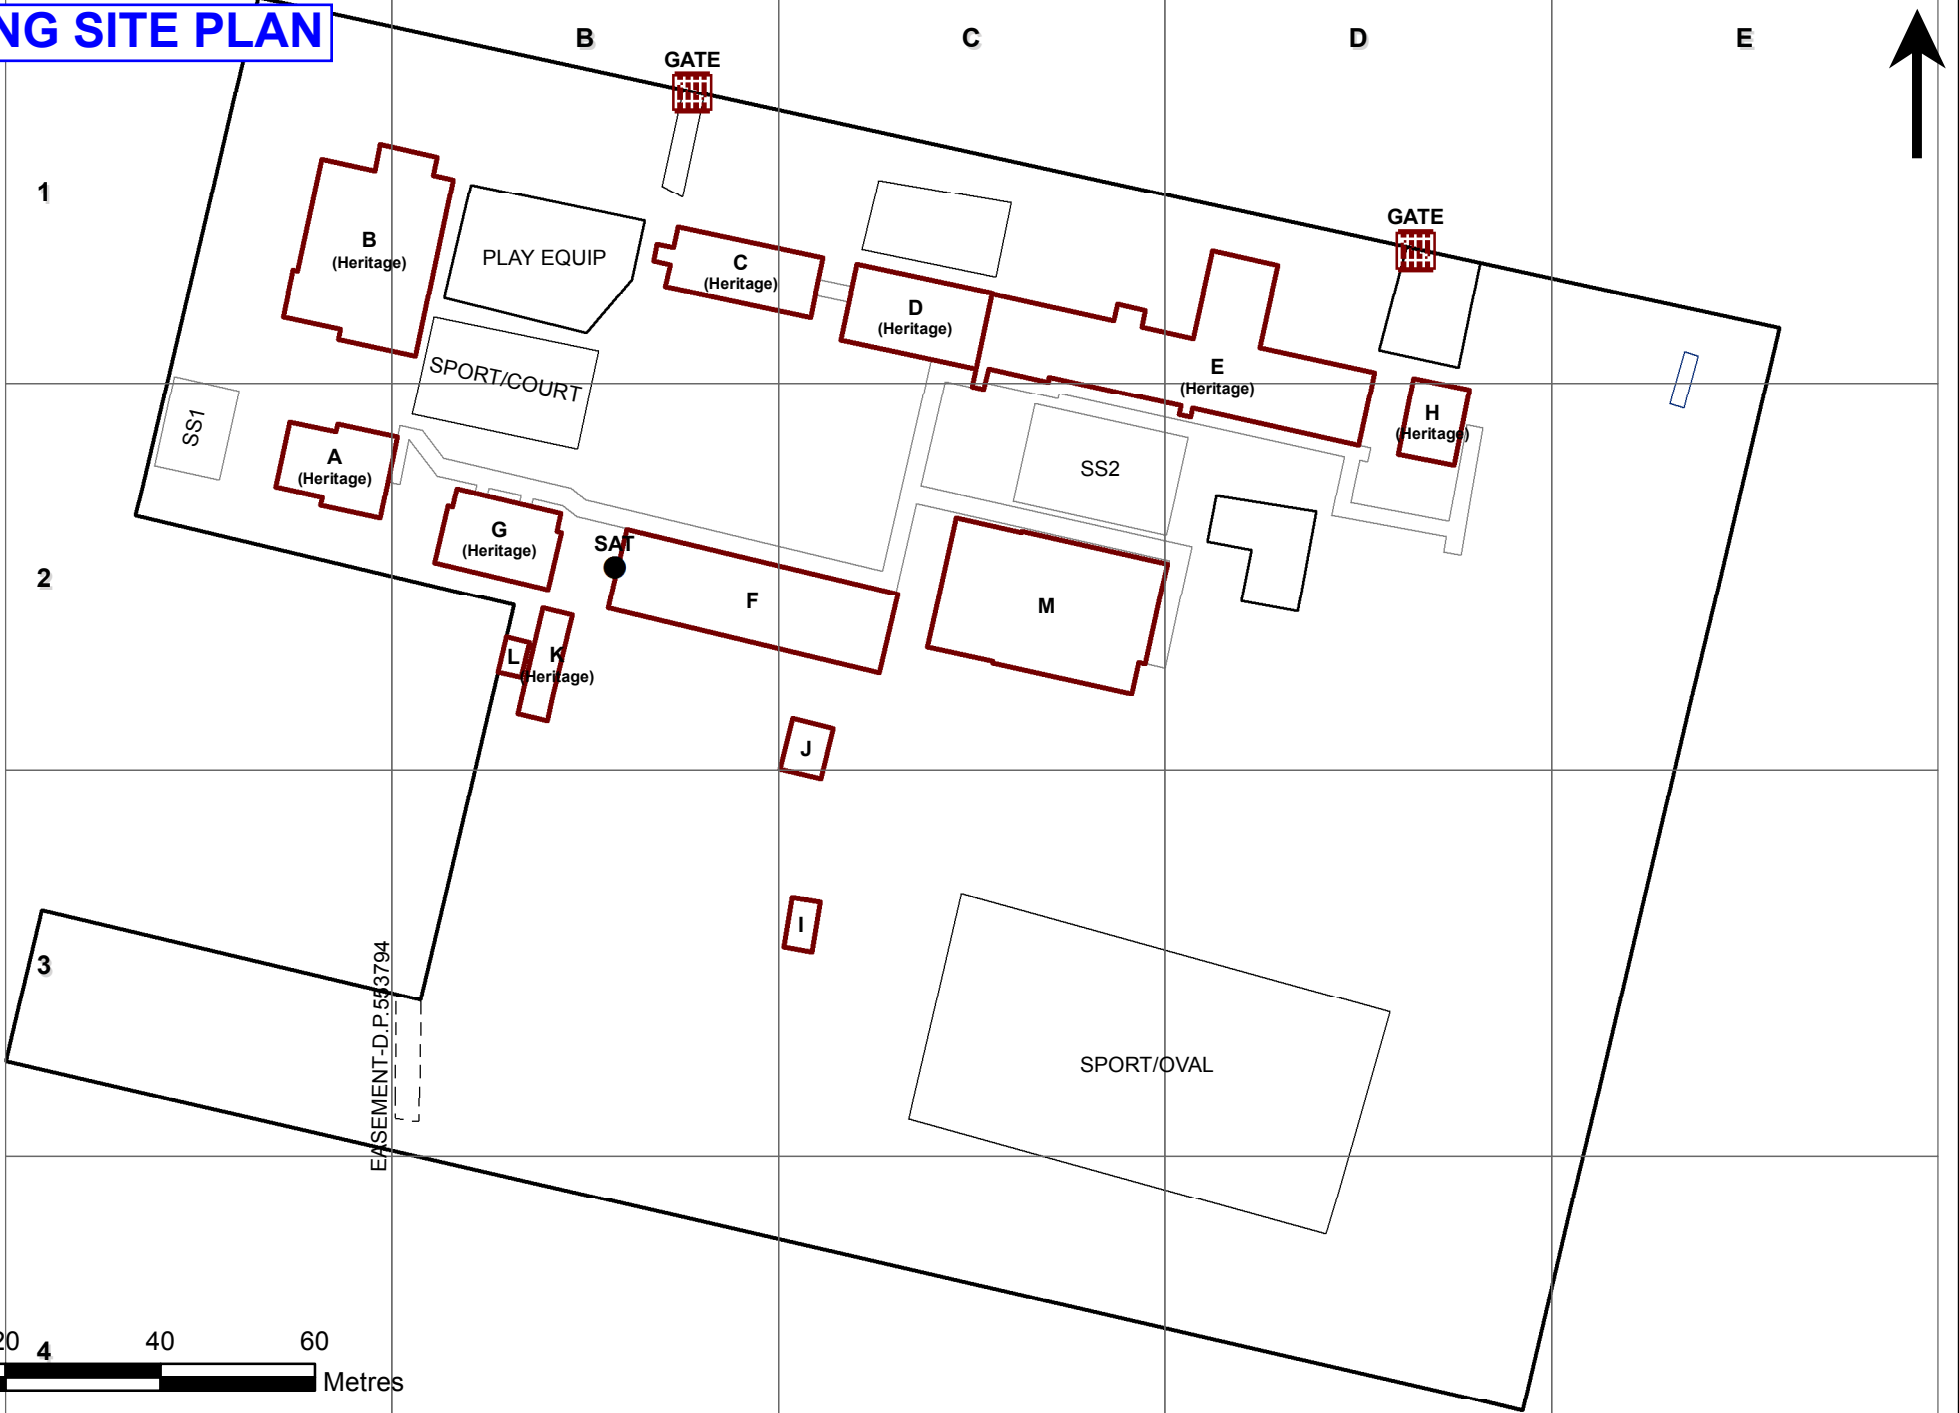 NG SITE PLAN
B
C
D
E
GATE
1
GATE
B
(Heritage)
PLAY EQUIP
C
(Heritage)
D
(Heritage)
E
(Heritage)
SPORT/COURT
H
(Heritage)
SS1
A
(Heritage)
SS2
G
(Heritage)
SAT
2
F
M
L
K
(Heritage)
J
I
3
EASEMENT-D.P.553794
SPORT/OVAL
20 40 60
4
Metres